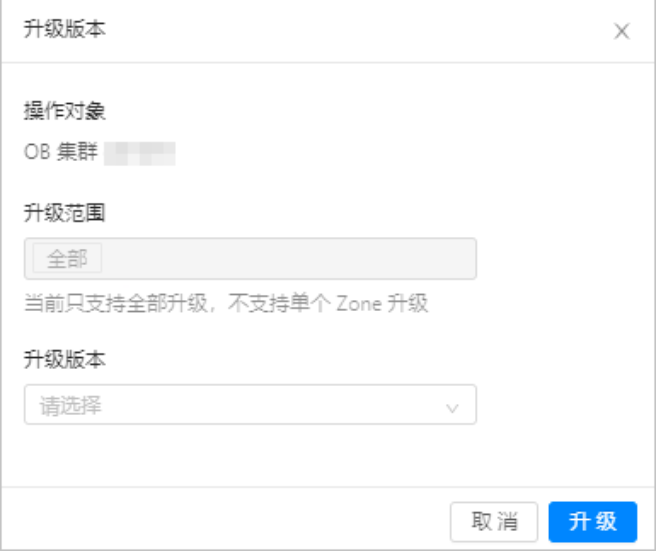 升级版本
操作对象
OB 集群
升级范围
全部
当前只支持全部升级，不支持单个 Zone 升级
升级版本
请选择
取消 升级